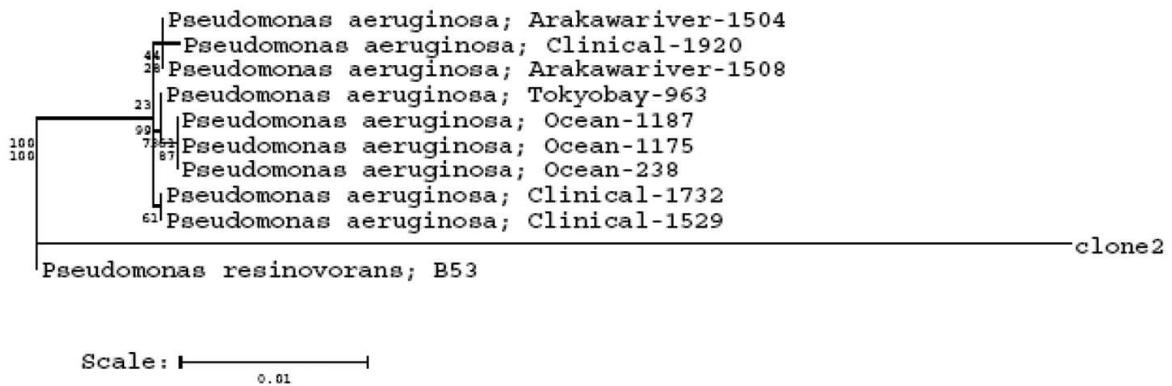 Pseudomonas aeruginosa; Arakawariver-1504
Pseudomonas aeruginosa; Clinical-1920
44
28
Pseudomonas aeruginosa; Arakawariver-1508
Pseudomonas aeruginosa; Tokyobay-963
23
Pseudomonas aeruginosa; Ocean-1187
99
100
100
Pseudomonas aeruginosa; Ocean-1175
87
Pseudomonas aeruginosa; Ocean-238
Pseudomonas aeruginosa; Clinical-1732
61
Pseudomonas aeruginosa; Clinical-1529
clone2
Pseudomonas resinovorans; B53
Scale:
0.01